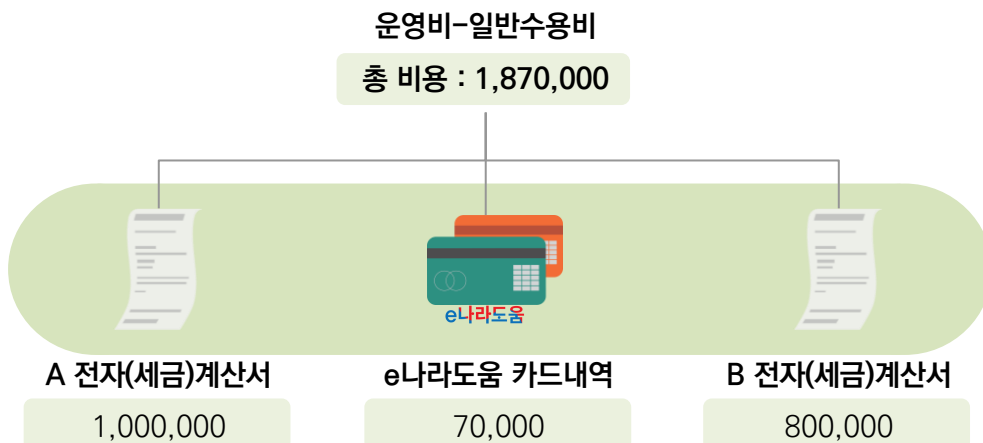 운영비-일반수용비
총 비용 : 1,870,000
e나라도움
A 전자(세금)계산서
e나라도움 카드내역
B 전자(세금)계산서
1,000,000
70,000
800,000